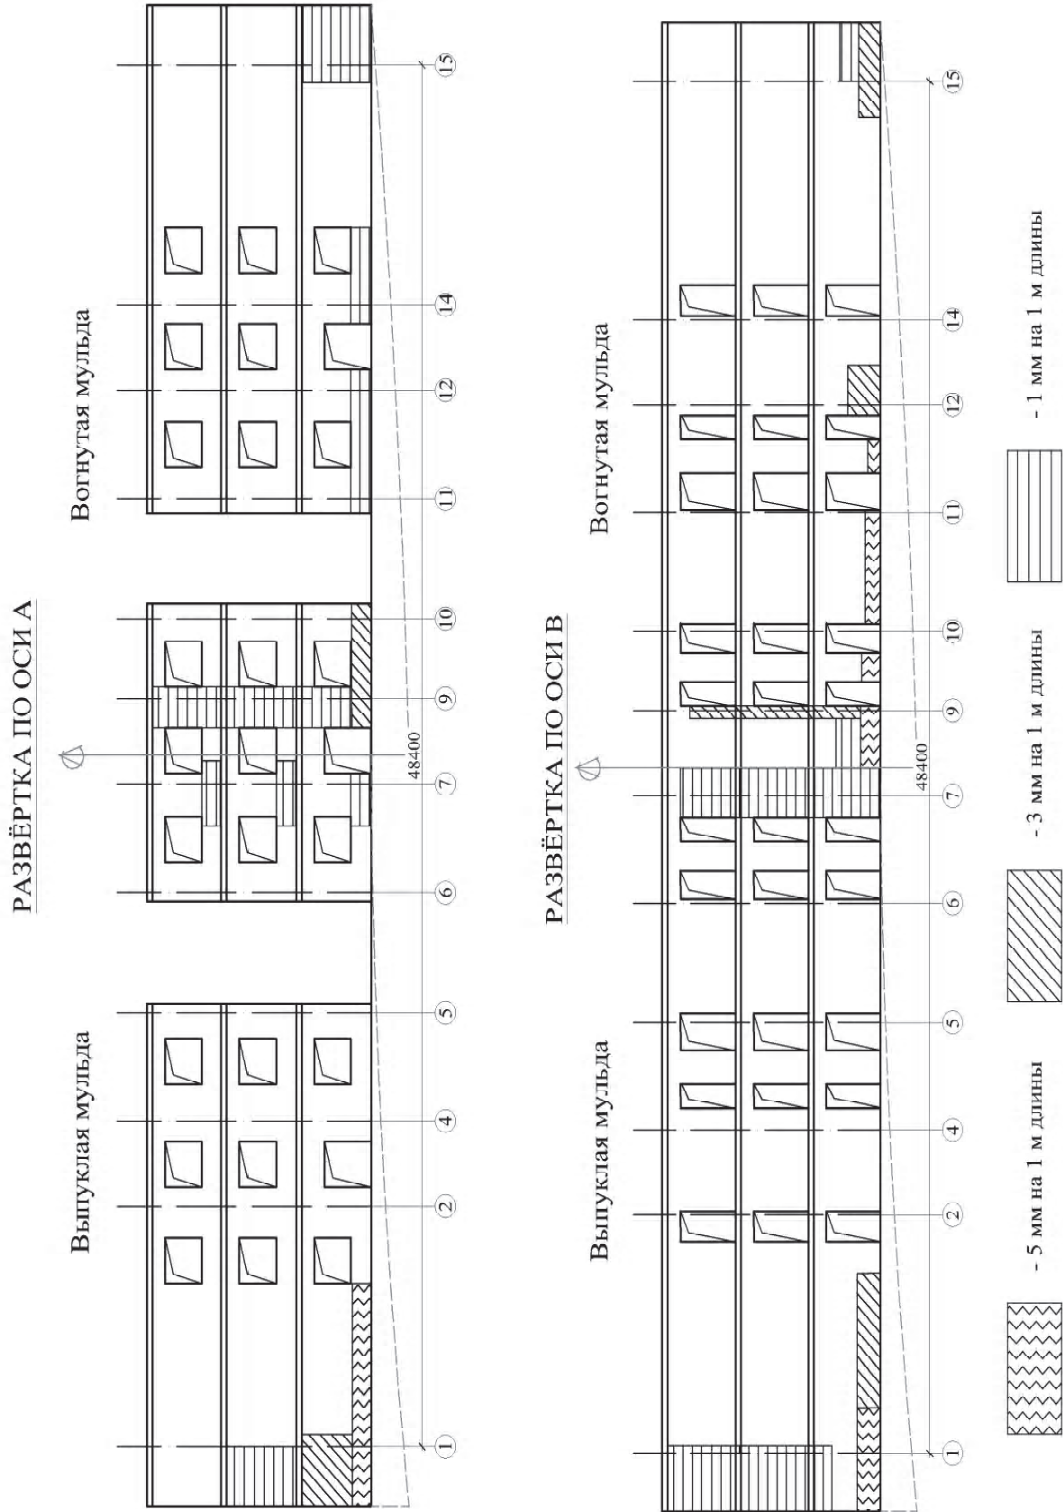 РАЗВЁРТКА ПО ОСИ А
Выпуклая мульда
Вогнутая мульда
48400
1 2 4 5 6 7 9 10 11 12 14 15
РАЗВЁРТКА ПО ОСИ В
Выпуклая мульда
Вогнутая мульда
48400
1 2 4 5 6 7 9 10 11 12 14 15
- 5 мм на 1 м длины
- 3 мм на 1 м длины
- 1 мм на 1 м длины